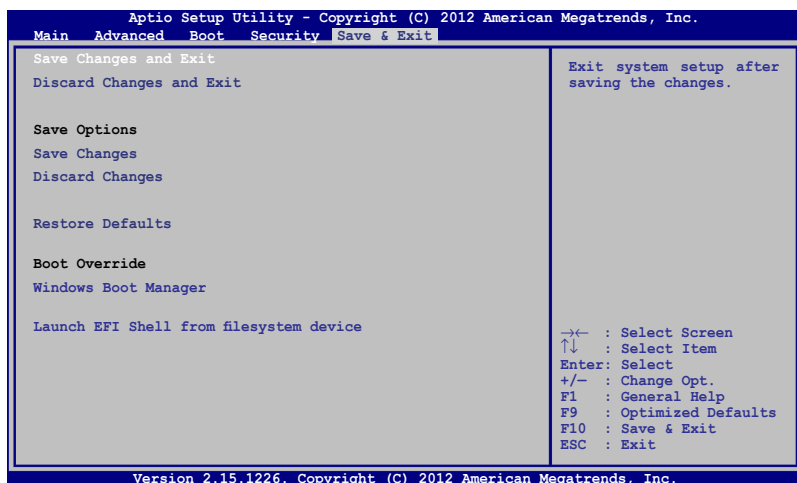 Aptio Setup Utility - Copyright (C) 2012 American Megatrends, Inc.
Main Advanced Boot Security Save & Exit
Save Changes and Exit
Discard Changes and Exit
Save Options
Save Changes
Discard Changes
Restore Defaults
Boot Override
Windows Boot Manager
Launch EFI Shell from filesystem device
Exit system setup after
saving the changes.
→← : Select Screen
↑↓ : Select Item
Enter: Select
+/— : Change Opt.
F1 : General Help
F9 : Optimized Defaults
F10 : Save & Exit
ESC : Exit
Version 2.15.1226. Copyright (C) 2012 American Megatrends, Inc.